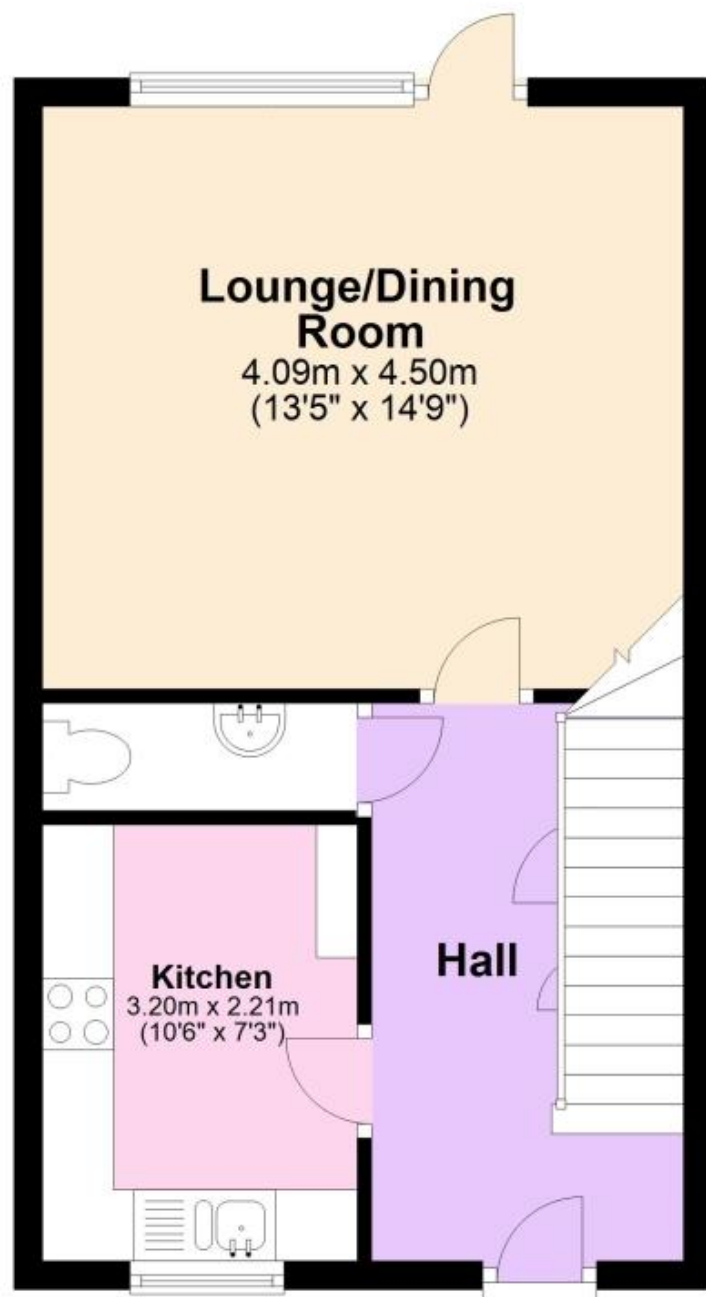 Lounge/Dining
Room
4.09m x 4.50m
(13'5" x 14'9")
Kitchen
3.20m x 2.21m
(10'6" x 7'3")
Hall